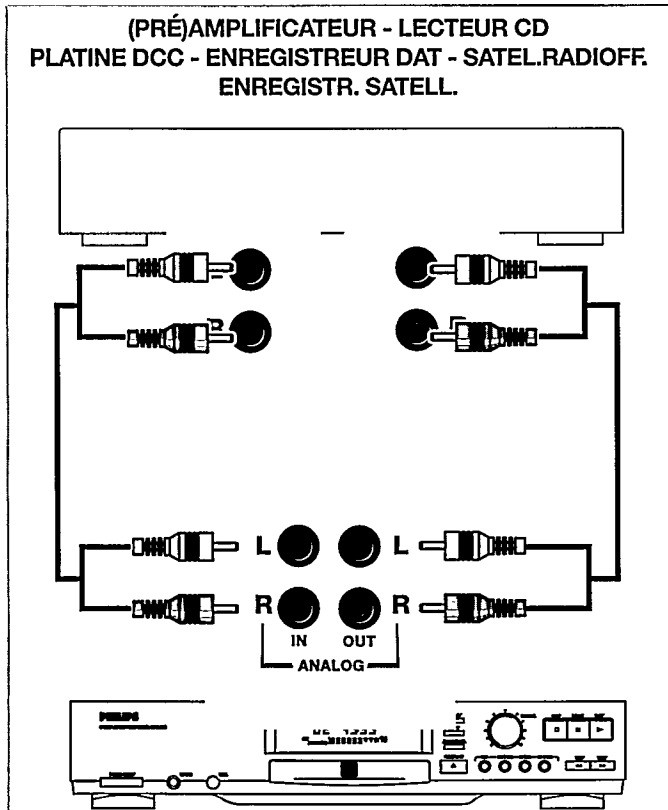 (PRÉ)AMPLIFICATEUR - LECTEUR CD
PLATINE DCC - ENREGISTREUR DAT - SATEL.RADIOFF.
ENREGISTR. SATELL.
L L
R R
IN OUT
ANALOG
PHILIPS